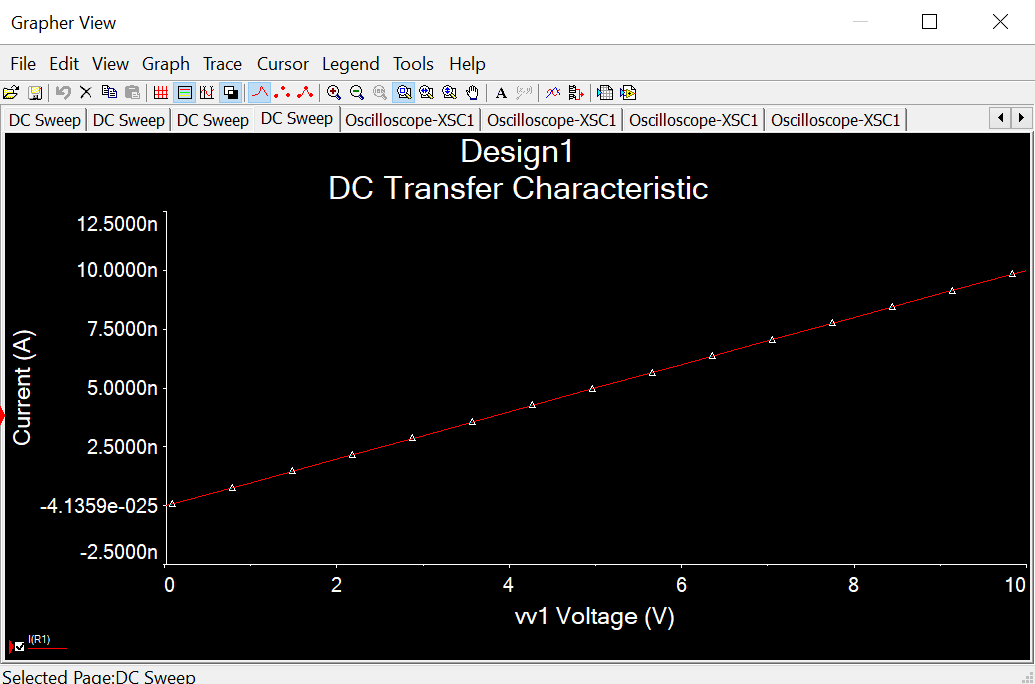 Grapher View
File Edit View Graph Trace Cursor Legend Tools Help
A
DC Sweep DC Sweep DC Sweep DC Sweep Oscilloscope-XSC1 Oscilloscope-XSC1 Oscilloscope-XSC1 Oscilloscope-XSC1
Design1
DC Transfer Characteristic
12.5000n
10.0000n
7.5000n
5.0000n
2.5000n
-4.1359e-025
-2.5000n
Current (A)
0 2 4 6 8 10
vv1 Voltage (V)
I(R1)
Selected Page:DC Sweep